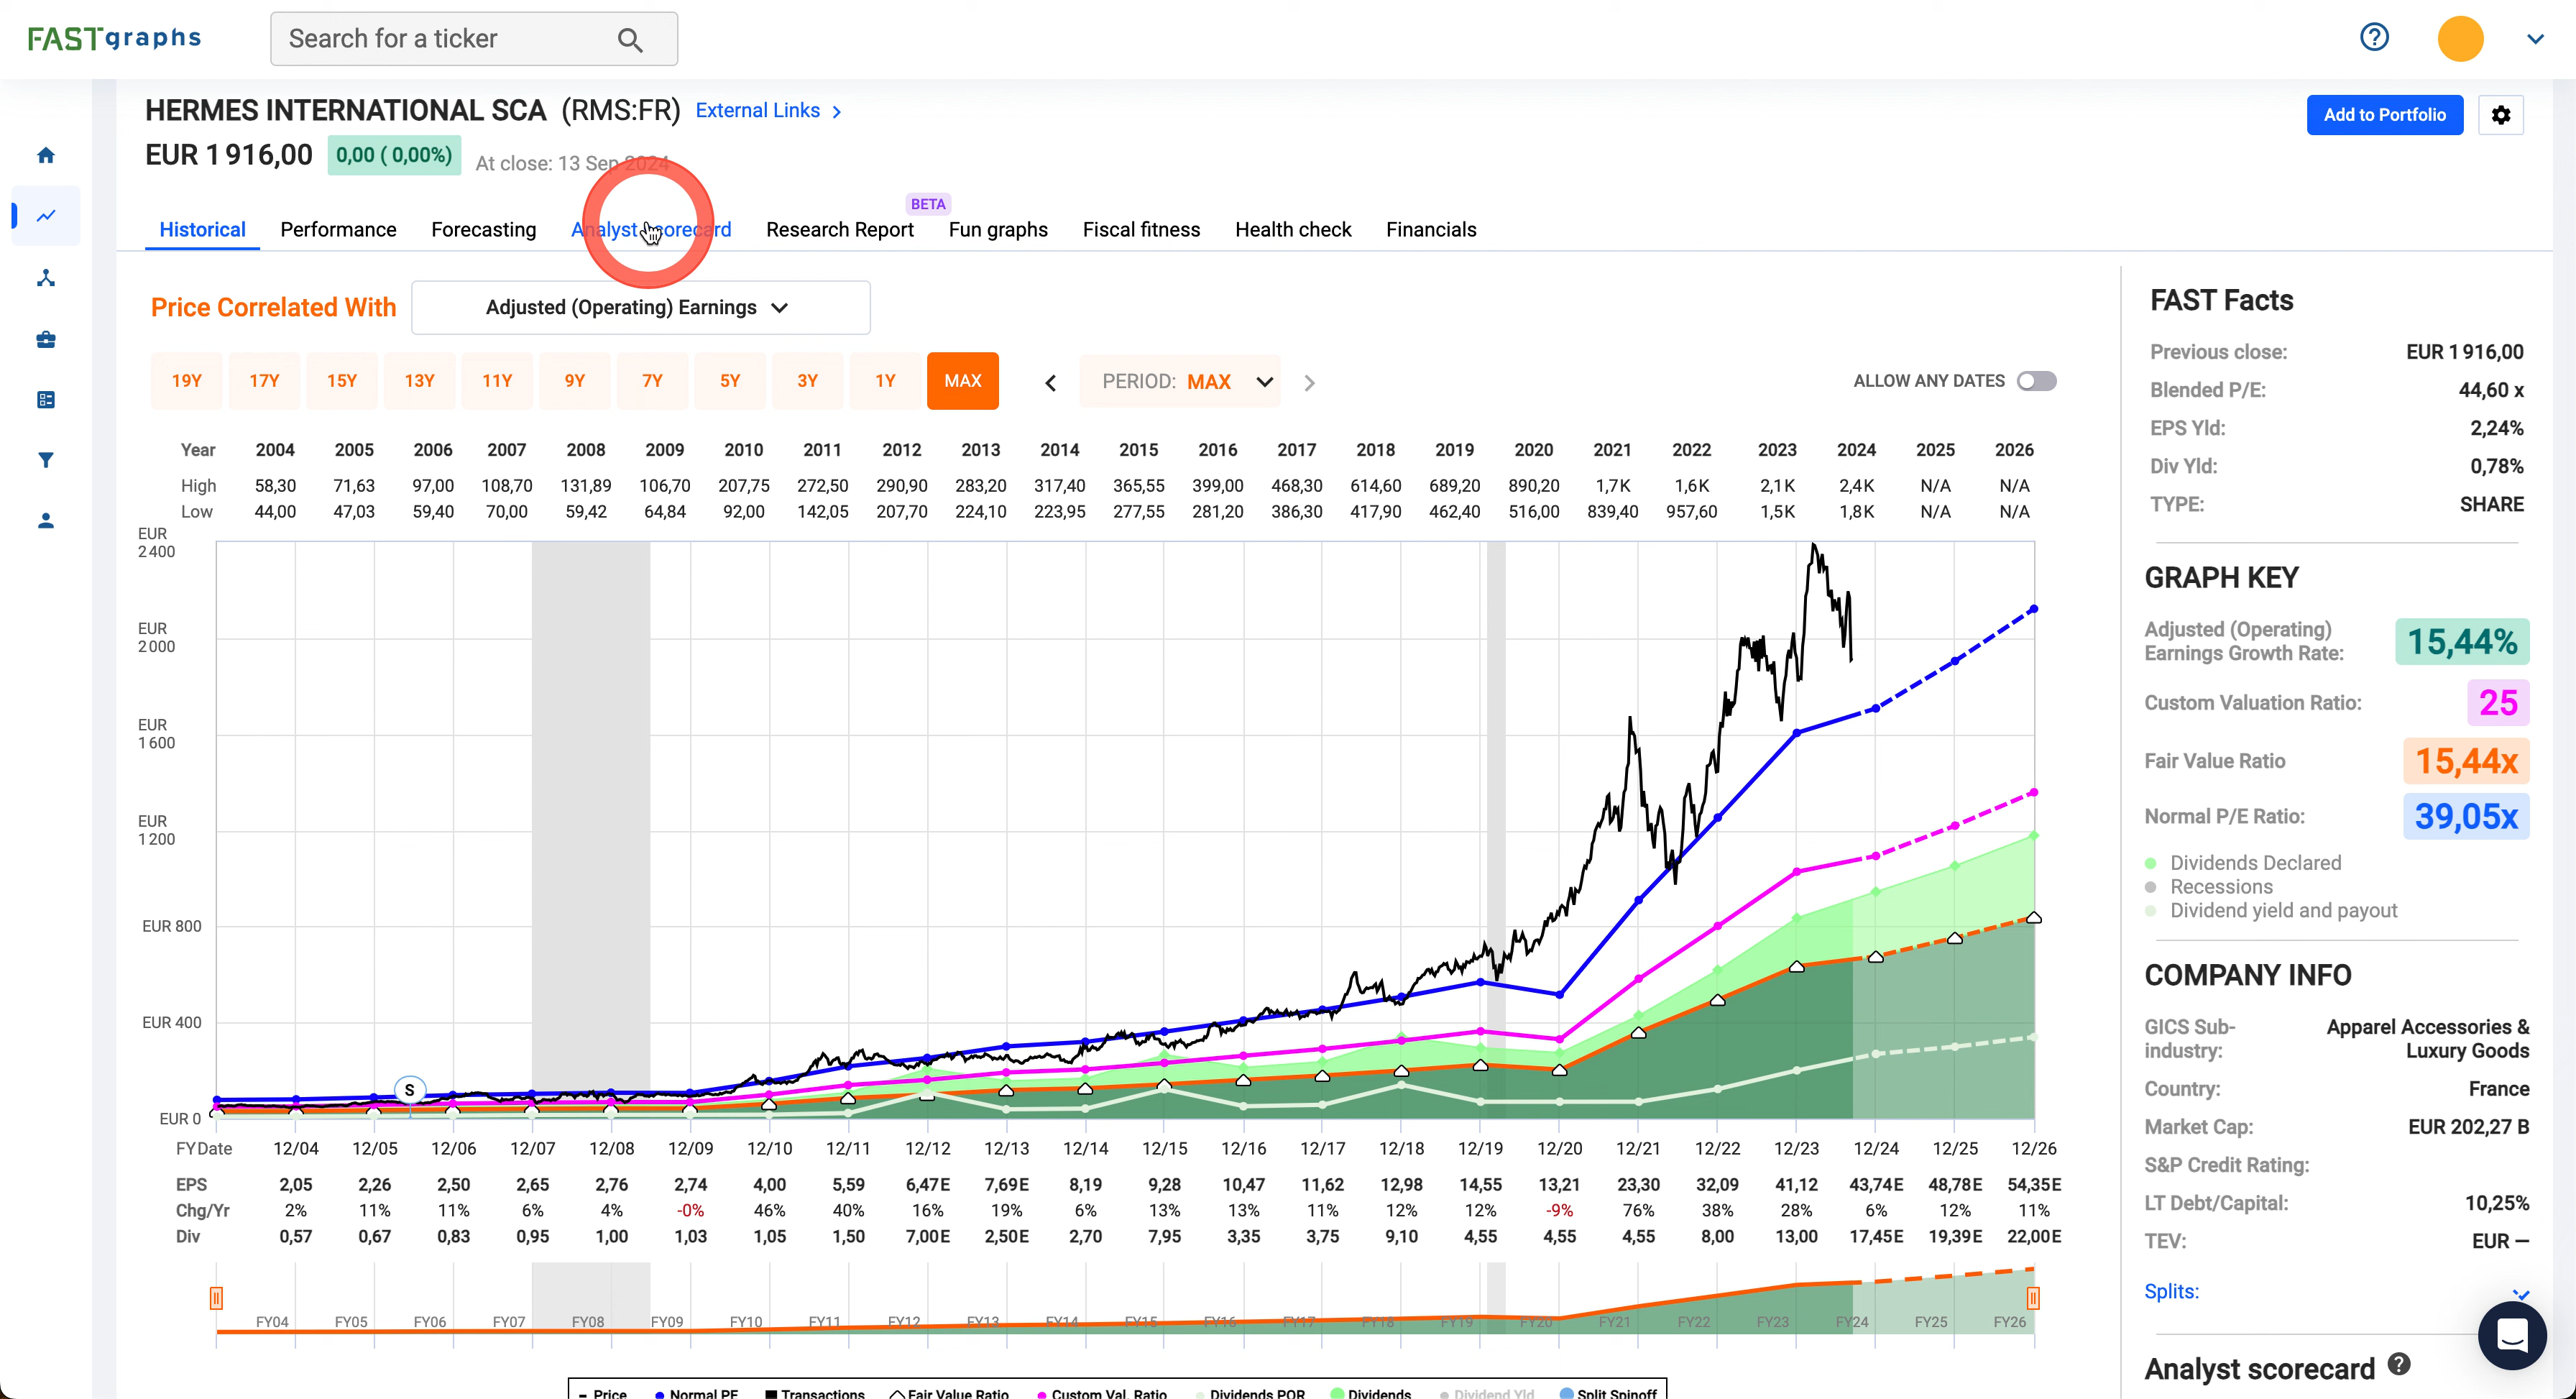 FASTgraphs
Search for a ticker
HERMES INTERNATIONAL SCA (RMS:FR) External Links
Add to Portfolio
EUR 1 916,00 0,00 ( 0,00%) At close: 13 Sep 2024
BETA
Historical Performance Forecasting Analyst scorecard Research Report Fun graphs Fiscal fitness Health check Financials
Price Correlated With Adjusted (Operating) Earnings
19Y 17Y 15Y 13Y 11Y 9Y 7Y 5Y 3Y 1Y MAX PERIOD: MAX ALLOW ANY DATES
Year 2004 2005 2006 2007 2008 2009 2010 2011 2012 2013 2014 2015 2016 2017 2018 2019 2020 2021 2022 2023 2024 2025 2026
High 58,30 71,63 97,00 108,70 131,89 106,70 207,75 272,50 290,90 283,20 317,40 365,55 399,00 468,30 614,60 689,20 890,20 1,7K 1,6K 2,1K 2,4K N/A N/A
Low 44,00 47,03 59,40 70,00 59,42 64,84 92,00 142,05 207,70 224,10 223,95 277,55 281,20 386,30 417,90 462,40 516,00 839,40 957,60 1,5K 1,8K N/A N/A
EUR
2400
EUR
2000
EUR
1600
EUR
1200
EUR 800
EUR 400
EUR 0
S
FYDate 12/04 12/05 12/06 12/07 12/08 12/09 12/10 12/11 12/12 12/13 12/14 12/15 12/16 12/17 12/18 12/19 12/20 12/21 12/22 12/23 12/24 12/25 12/26
EPS 2,05 2,26 2,50 2,65 2,76 2,74 4,00 5,59 6,47E 7,69E 8,19 9,28 10,47 11,62 12,98 14,55 13,21 23,30 32,09 41,12 43,74E 48,78E 54,35E
Chg/Yr 2% 11% 11% 6% 4% -0% 46% 40% 16% 19% 6% 13% 13% 11% 12% 12% -9% 76% 38% 28% 6% 12% 11%
Div 0,57 0,67 0,83 0,95 1,00 1,03 1,05 1,50 7,00E 2,50E 2,70 7,95 3,35 3,75 9,10 4,55 4,55 4,55 8,00 13,00 17,45E 19,39E 22,00E
FY04 FY05 FY06 FY07 FY08 FY09 FY10 FY11 FY12 FY13 FY14 FY15 FY16 FY17 FY18 FY19 FY20 FY21 FY22 FY23 FY24 FY25 FY26
Price Normal PE Transactions Fair Value Ratio Custom Val. Ratio Dividends POR Dividends Dividend Yld Split Spinoff
FAST Facts
Previous close: EUR 1 916,00
Blended P/E: 44,60 x
EPS Yld: 2,24%
Div Yld: 0,78%
TYPE: SHARE
GRAPH KEY
Adjusted (Operating)
Earnings Growth Rate: 15,44%
Custom Valuation Ratio: 25
Fair Value Ratio 15,44x
Normal P/E Ratio: 39,05x
Dividends Declared
Recessions
Dividend yield and payout
COMPANY INFO
GICS Sub- Apparel Accessories &
industry: Luxury Goods
Country: France
Market Cap: EUR 202,27 B
S&P Credit Rating:
LT Debt/Capital: 10,25%
TEV: EUR —
Splits:
Analyst scorecard